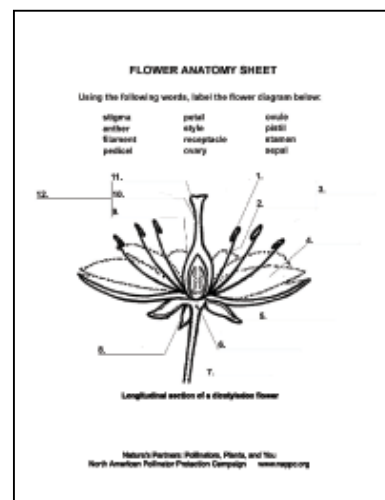 FLOWER ANATOMY SHEET
Using the following words, label the flower diagram below:
stigma petal ovule
anther style pistil
filament receptacle stamen
pedicel ovary sepal
11.
12.
10.
9.
1.
2.
3.
4.
5.
6.
7.
8.
Longitudinal section of a dicotyledon flower
Nature's Partners: Pollinators, Plants, and You
North American Pollinator Protection Campaign www.nappc.org